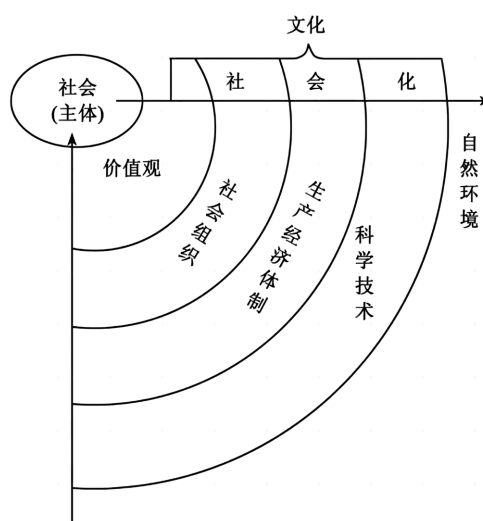 文化
社会
(主体)
社 会 化
价值观
社会组织
生产经济体制
科学技术
自然环境